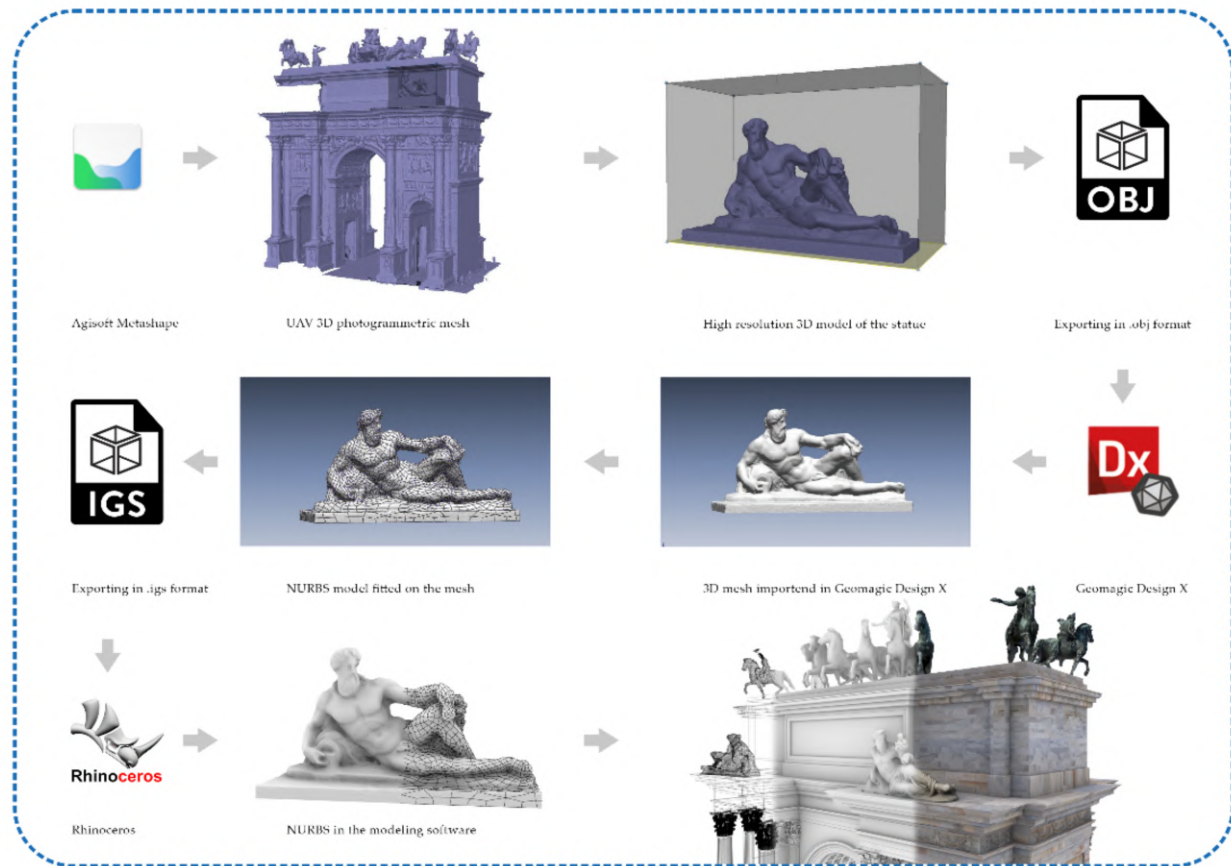 OBJ
Agisoft Metashape
UAV 3D photogrammetric mesh
High resolution 3D model of the statue
Exporting in .obj format
IGS
Dx
Exporting in .igs format
NURBS model fitted on the mesh
3D mesh importend in Geomagic Design X
Geomagic Design X
Rhinoceros
Rhinoceros
NURBS in the modeling software